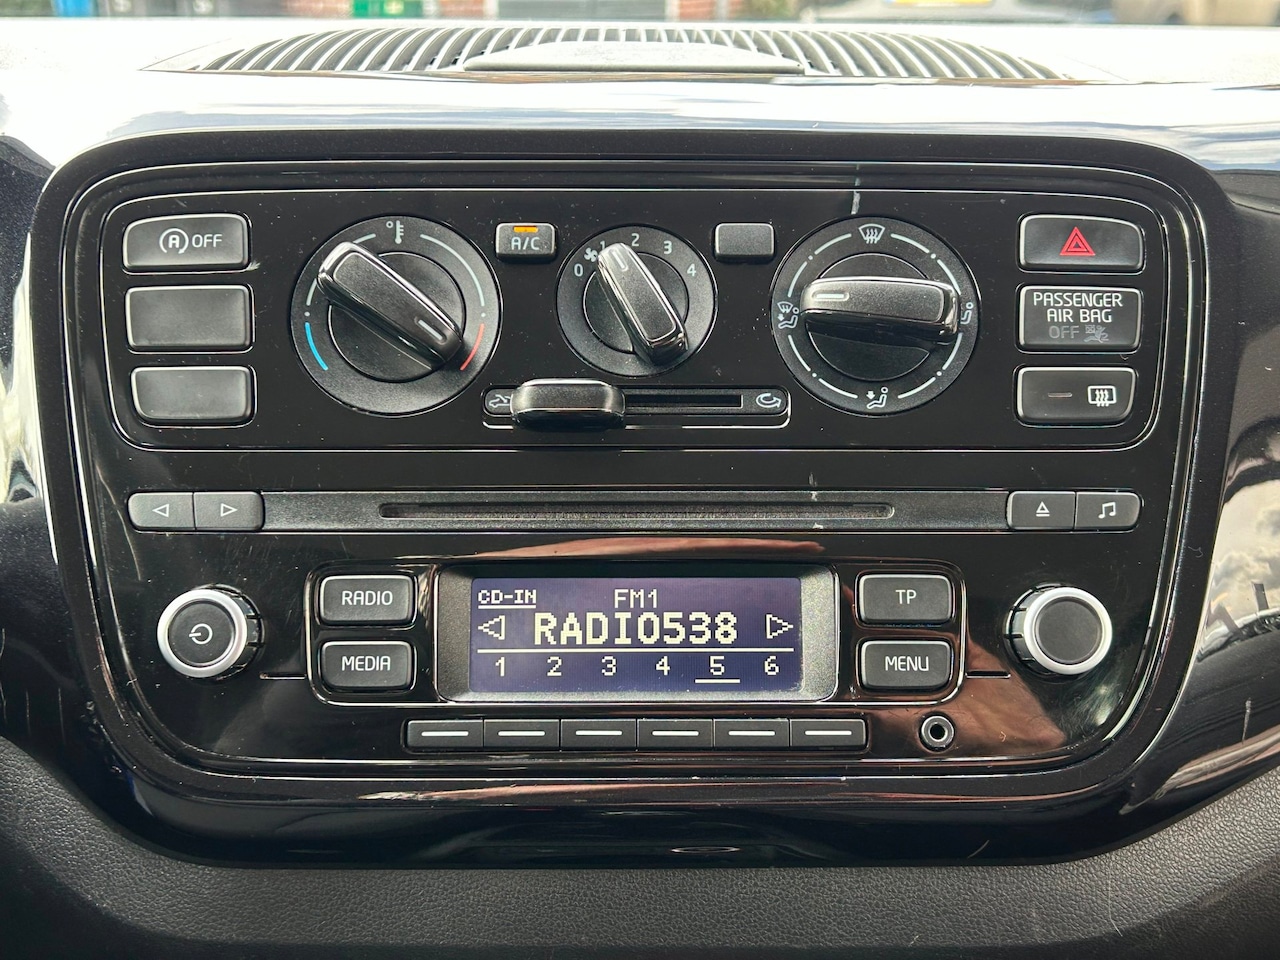 A OFF
A/C
0 1 2 3 4
PASSENGER
AIR BAG
OFF
RADIO
MEDIA
CD-IN
FM1
RADIO538
1 2 3 4 5 6
TP
MENU